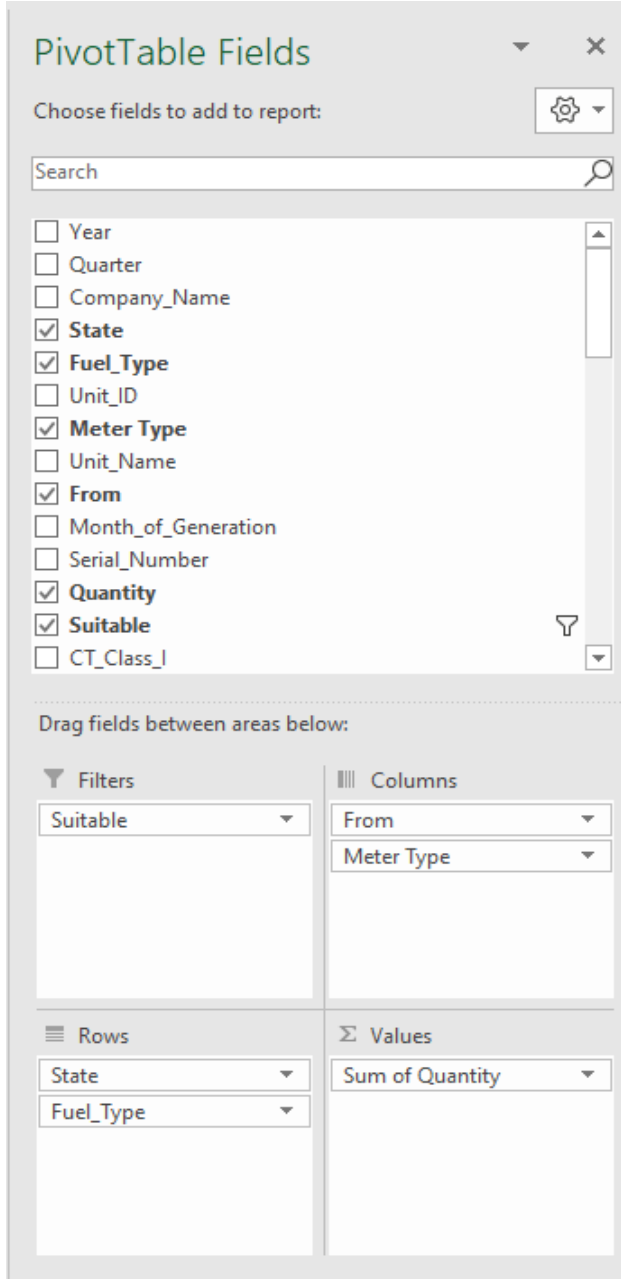 PivotTable Fields
Choose fields to add to report:
Search
Year
Quarter
Company_Name
State
Fuel_Type
Unit_ID
Meter Type
Unit_Name
From
Month_of_Generation
Serial_Number
Quantity
Suitable
CT_Class_I
Drag fields between areas below:
Filters
Columns
Suitable
From
Meter Type
Rows
Σ Values
State
Sum of Quantity
Fuel_Type